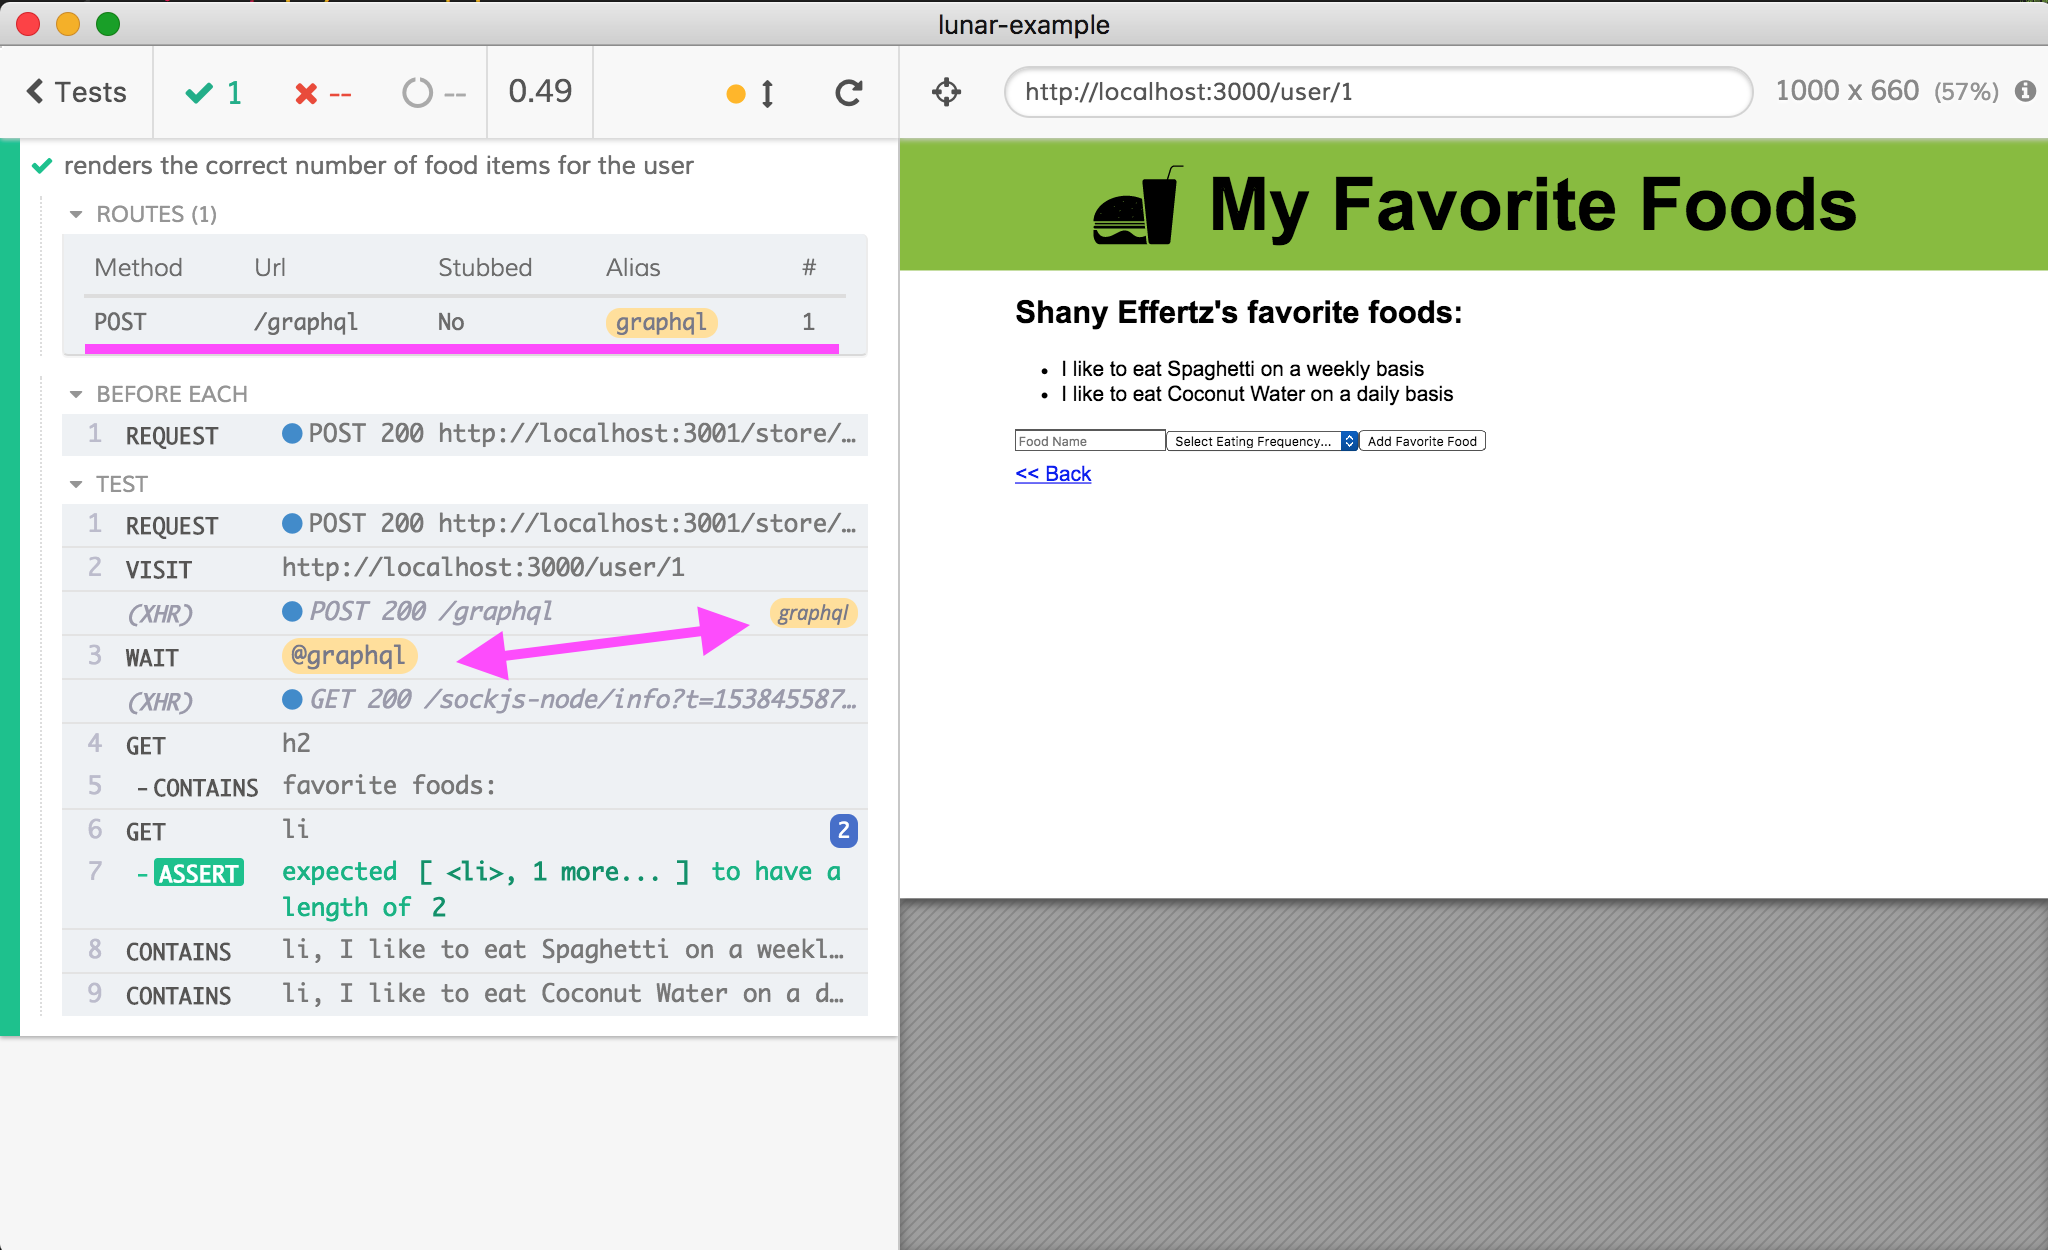 lunar-example
Tests 1 -- -- 0.49
http://localhost:3000/user/1 1000 x 660 (57%)
renders the correct number of food items for the user
ROUTES (1)
Method Url Stubbed Alias #
POST /graphql No graphql 1
BEFORE EACH
1 REQUEST POST 200 http://localhost:3001/store/…
TEST
1 REQUEST POST 200 http://localhost:3001/store/…
2 VISIT http://localhost:3000/user/1
(XHR) POST 200 /graphql graphql
3 WAIT @graphql
(XHR) GET 200 /sockjs-node/info?t=153845587…
4 GET h2
5 -CONTAINS favorite foods:
6 GET li 2
7 -ASSERT expected [ <li>, 1 more... ] to have a
length of 2
8 CONTAINS li, I like to eat Spaghetti on a weekl…
9 CONTAINS li, I like to eat Coconut Water on a d…
My Favorite Foods
Shany Effertz's favorite foods:
• I like to eat Spaghetti on a weekly basis
• I like to eat Coconut Water on a daily basis
Food Name Select Eating Frequency... Add Favorite Food
<< Back